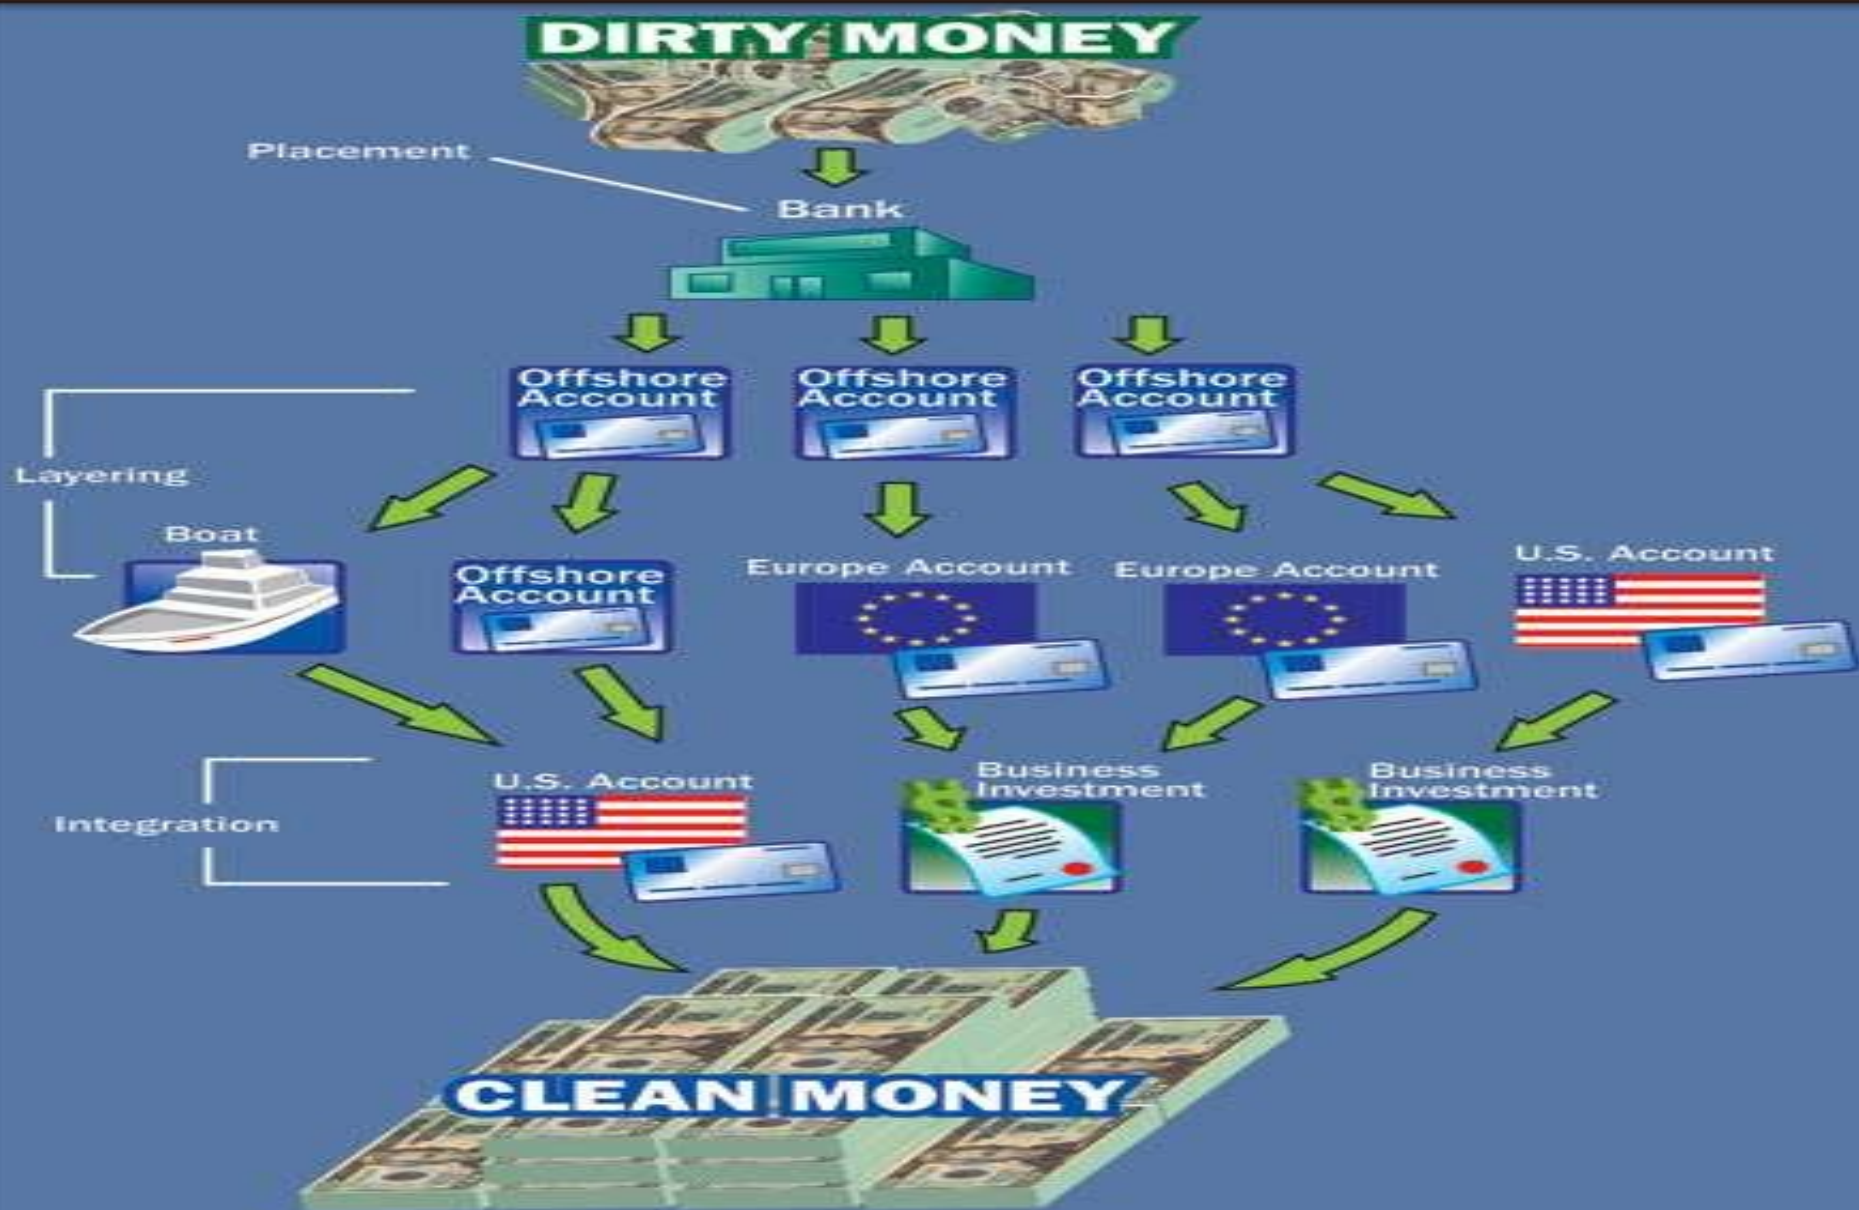 DIRTY MONEY
Placement
Bank
Offshore
Account
Offshore
Account
Offshore
Account
Layering
Boat
Offshore
Account
Europe Account
Europe Account
U.S. Account
Integration
U.S. Account
Business
Investment
Business
Investment
CLEAN MONEY